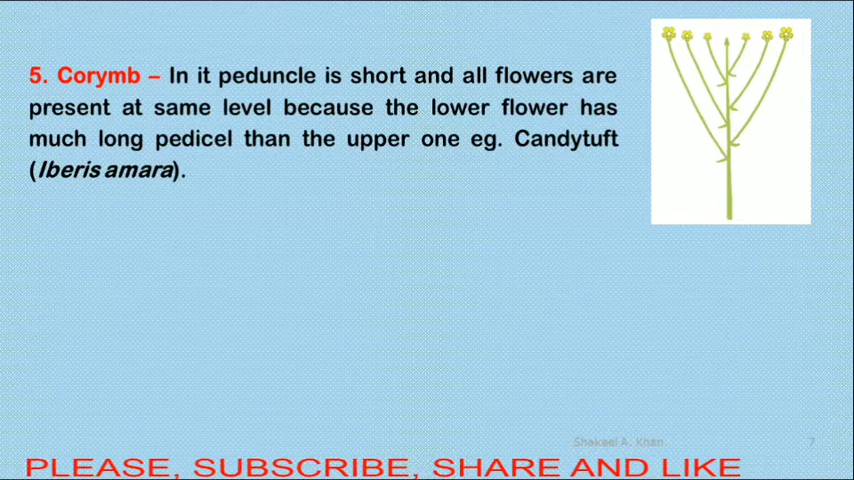 5. Corymb – In it peduncle is short and all flowers are
present at same level because the lower flower has
much long pedicel than the upper one eg. Candytuft
(Iberis amara).
Shakeel A. Khan
7
PLEASE, SUBSCRIBE, SHARE AND LIKE